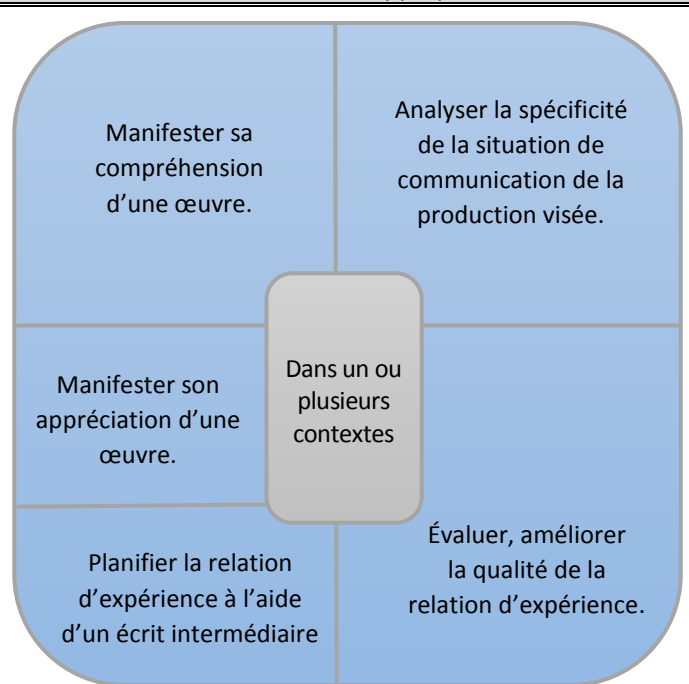 Manifester sa
compréhension
d’une œuvre.
Analyser la spécificité
de la situation de
communication de la
production visée.
Manifester son
appréciation d’une
œuvre.
Dans un ou
plusieurs
contextes
Planifier la relation
d’expérience à l’aide
d’un écrit intermédiaire
Évaluer, améliorer
la qualité de la
relation d’expérience.